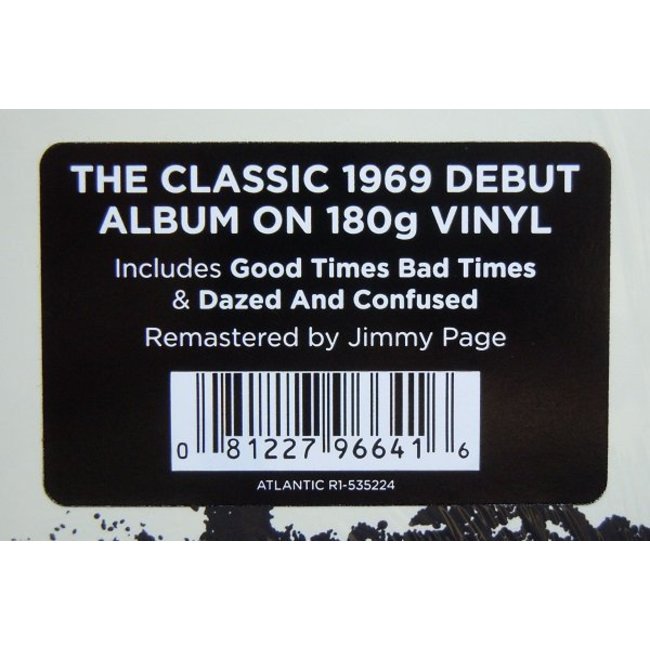 THE CLASSIC 1969 DEBUT
ALBUM ON 180g VINYL
Includes Good Times Bad Times
& Dazed And Confused
Remastered by Jimmy Page
0 81227 96641 6
ATLANTIC R1-535224